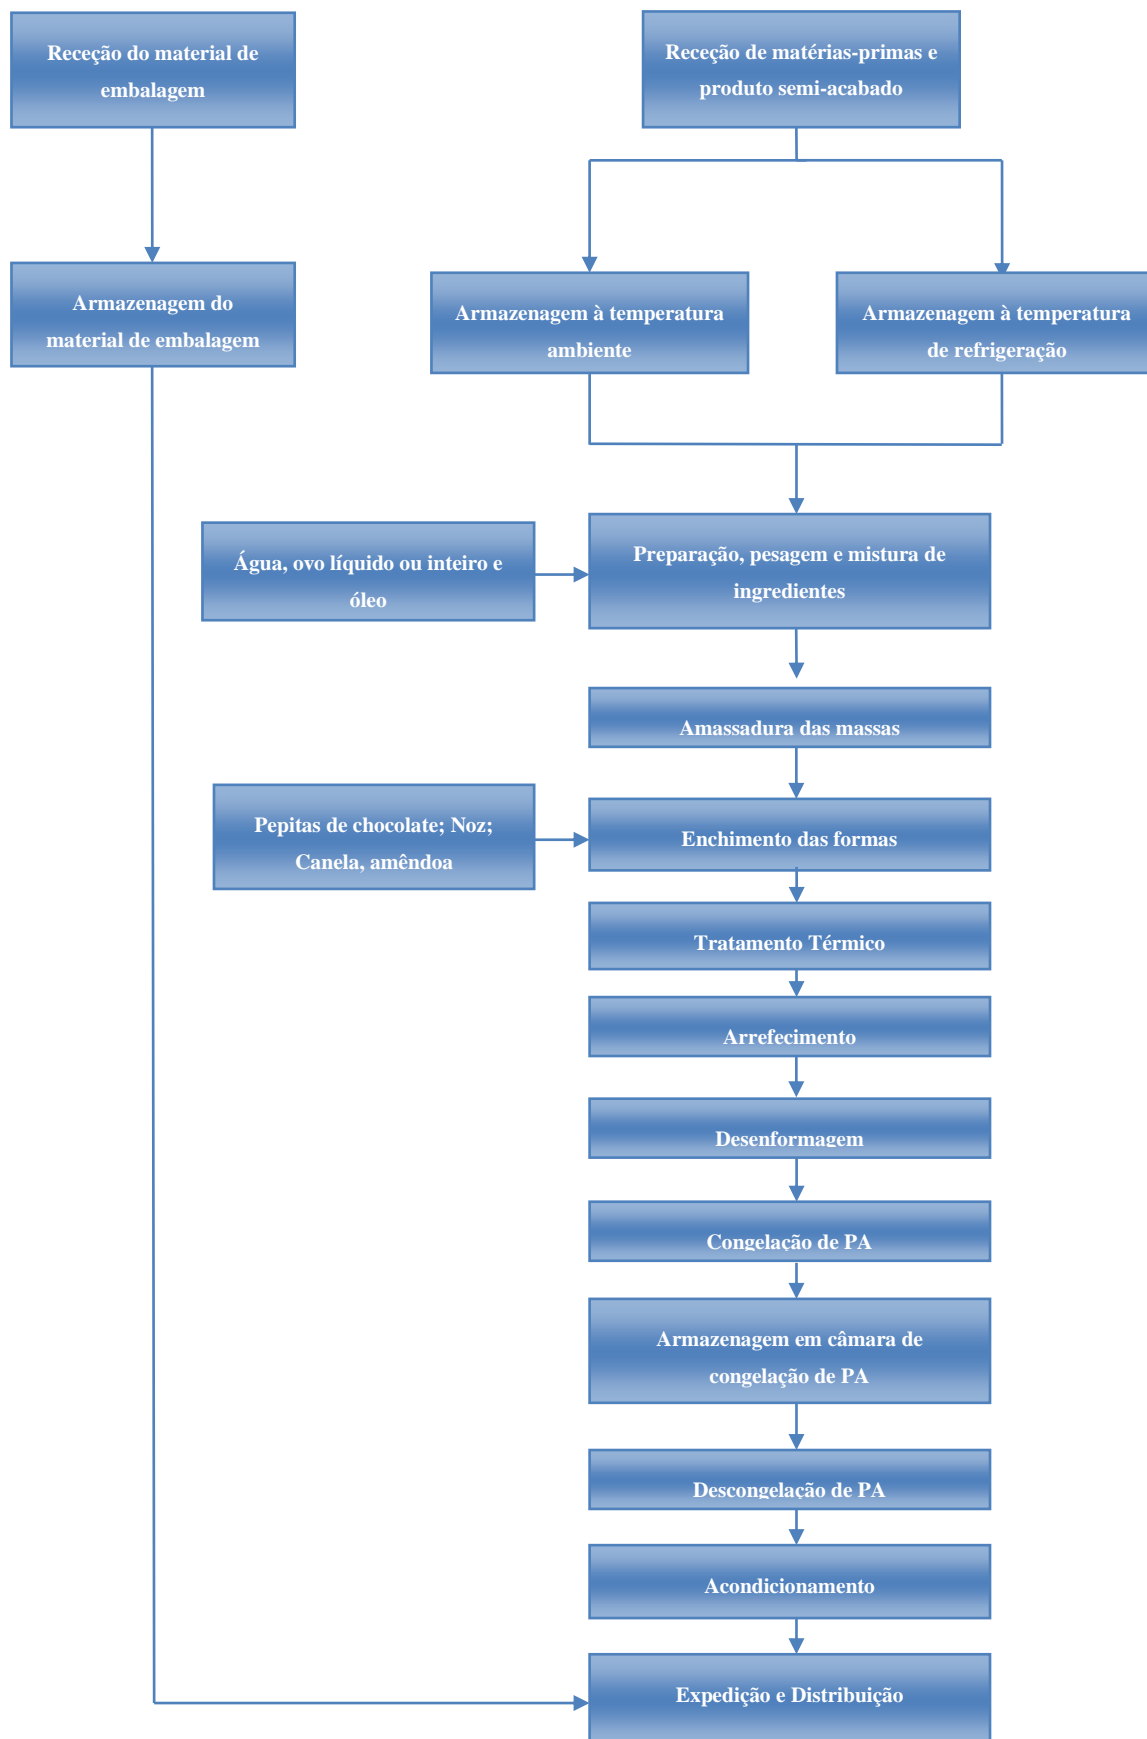 Receção do material de
embalagem
Receção de matérias-primas e
produto semi-acabado
Armazenagem do
material de embalagem
Armazenagem à temperatura
ambiente
Armazenagem à temperatura
de refrigeração
Água, ovo líquido ou inteiro e
óleo
Preparação, pesagem e mistura de
ingredientes
Amassadura das massas
Pepitas de chocolate; Noz;
Canela, amêndoa
Enchimento das formas
Tratamento Térmico
Arrefecimento
Desenformagem
Congelação de PA
Armazenagem em câmara de
congelação de PA
Descongelação de PA
Acondicionamento
Expedição e Distribuição